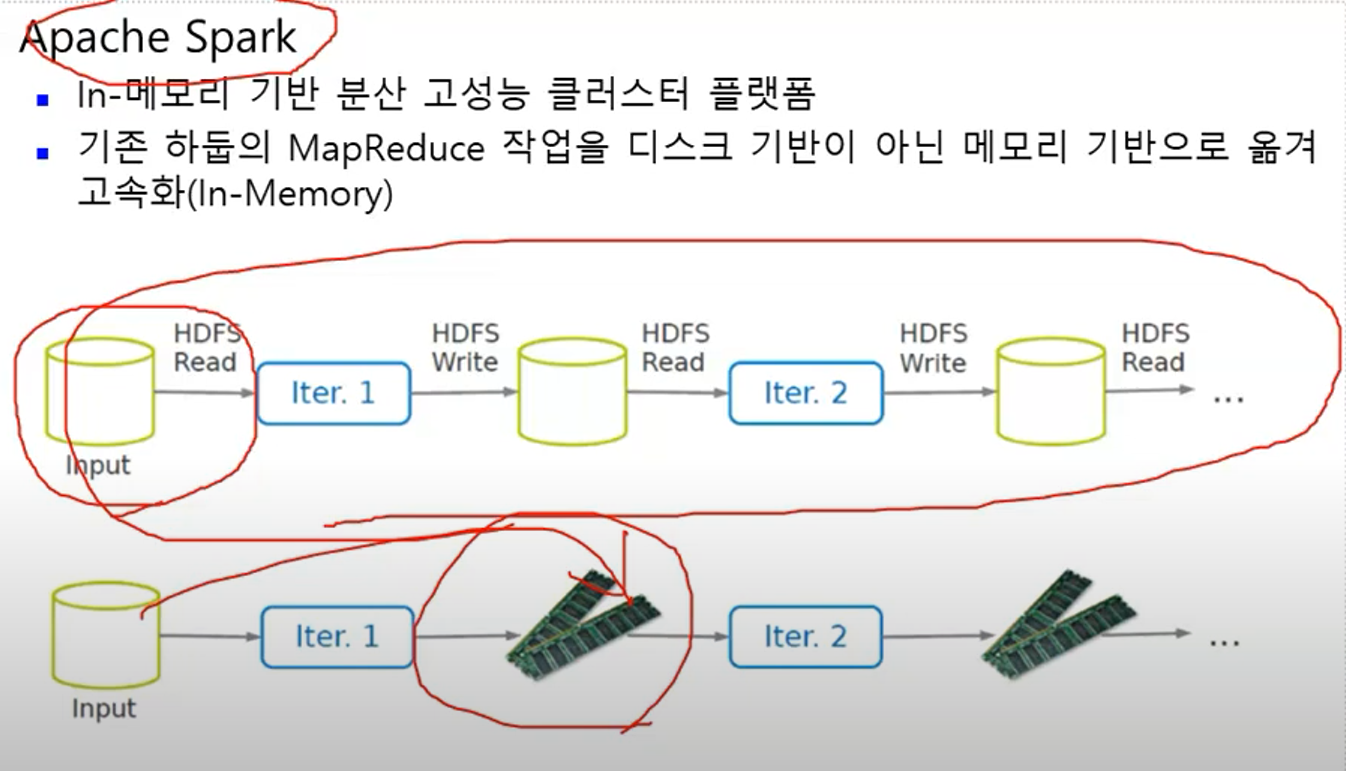 Apache Spark
In-메모리 기반 분산 고성능 클러스터 플랫폼
기존 하둡의 MapReduce 작업을 디스크 기반이 아닌 메모리 기반으로 옮겨
고속화(In-Memory)
HDFS
Read
HDFS
Write
HDFS
Read
HDFS
Write
HDFS
Read
Iter. 1
Iter. 2
...
Input
Iter. 1
Iter. 2
...
Input